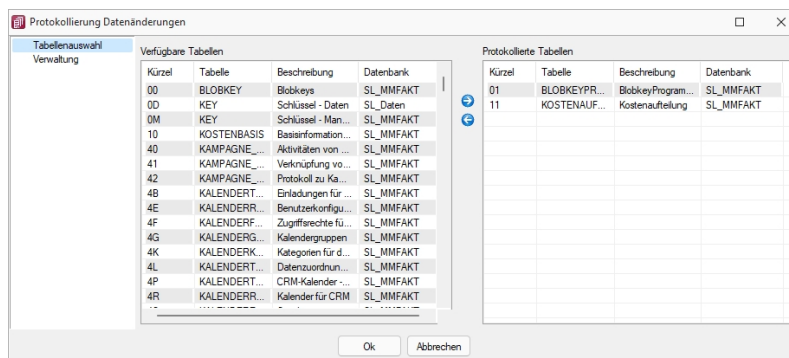 Protokollierung Datenänderungen
Tabellenauswahl
Verwaltung
Verfügbare Tabellen
Kürzel Tabelle Beschreibung Datenbank
00 BLOBKEY Blobkeys SL_MMFAKT
0D KEY Schlüssel - Daten SL_Daten
0M KEY Schlüssel - Man... SL_MMFAKT
10 KOSTENBASIS Basisinformation... SL_MMFAKT
40 KAMPAGNE_... Aktivitäten von ... SL_MMFAKT
41 KAMPAGNE_... Verknüpfung vo... SL_MMFAKT
42 KAMPAGNE_... Protokoll zu Ka... SL_MMFAKT
4B KALENDERT... Einladungen für ... SL_MMFAKT
4E KALENDERR... Benutzerkonfigu... SL_MMFAKT
4F KALENDERF... Zugriffsrechte fü... SL_MMFAKT
4G KALENDERG... Kalendergruppen SL_MMFAKT
4K KALENDERK... Kategorien für d... SL_MMFAKT
4L KALENDERT... Datenzuordnun... SL_MMFAKT
4P KALENDERT... CRM-Kalender -... SL_MMFAKT
4R KALENDERR... Kalender für CRM SL_MMFAKT
Protokollierte Tabellen
Kürzel Tabelle Beschreibung Datenbank
01 BLOBKEYPR... BlobkeyProgram... SL_MMFAKT
11 KOSTENAUF... Kostenaufteilung SL_MMFAKT
Ok Abbrechen